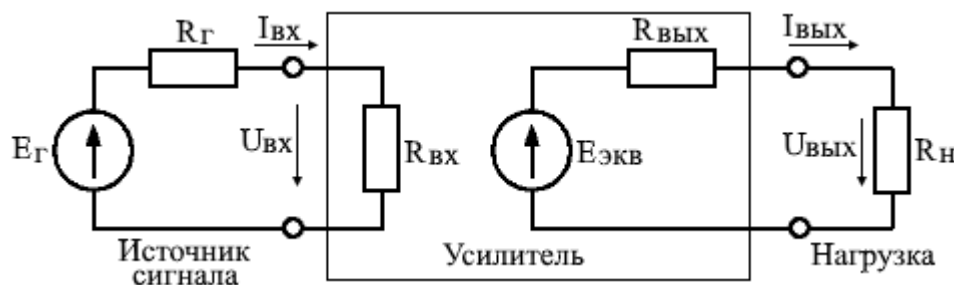 Rг
Iвх
Rвых
Iвых
Eг
Uвх
Rвх
Eэкв
Uвых
Rн
Источник
сигнала
Усилитель
Нагрузка